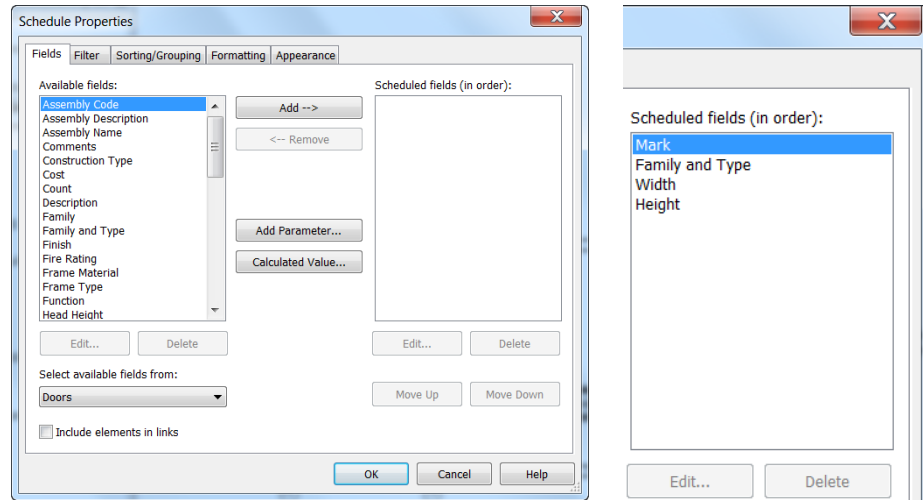 Schedule Properties
Fields Filter Sorting/Grouping Formatting Appearance
Available fields:
Assembly Code
Assembly Description
Assembly Name
Comments
Construction Type
Cost
Count
Description
Family
Family and Type
Finish
Fire Rating
Frame Material
Frame Type
Function
Head Height
Edit... Delete
Select available fields from:
Doors
Include elements in links
Add -->
<-- Remove
Add Parameter...
Calculated Value...
Scheduled fields (in order):
Edit... Delete
Move Up Move Down
OK Cancel Help
Scheduled fields (in order):
Mark
Family and Type
Width
Height
Edit... Delete